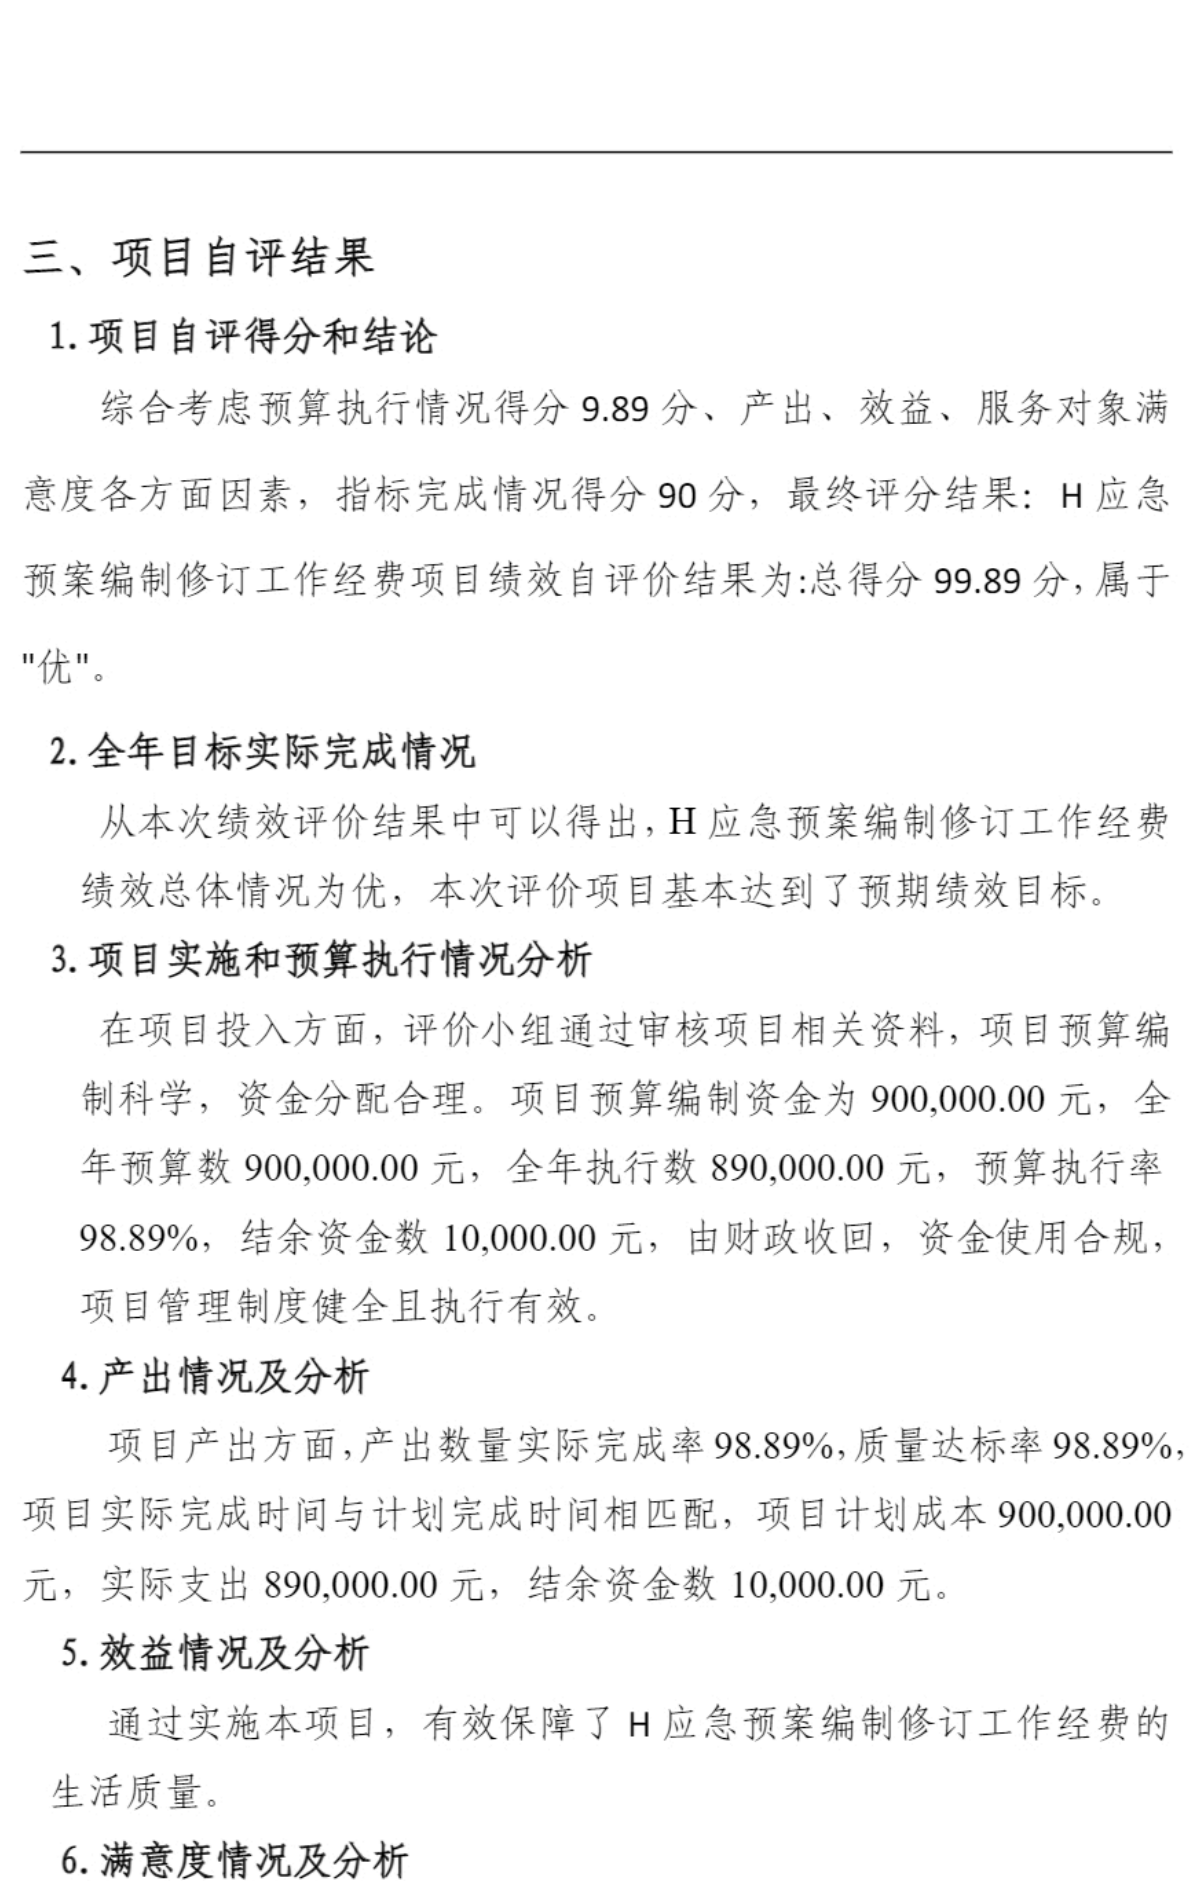 三、项目自评结果
1.项目自评得分和结论
综合考虑预算执行情况得分 9.89 分、产出、效益、服务对象满
意度各方面因素，指标完成情况得分 90 分，最终评分结果：H 应急
预案编制修订工作经费项目绩效自评价结果为:总得分 99.89 分，属于
"优"。
2.全年目标实际完成情况
从本次绩效评价结果中可以得出，H 应急预案编制修订工作经费
绩效总体情况为优，本次评价项目基本达到了预期绩效目标。
3.项目实施和预算执行情况分析
在项目投入方面，评价小组通过审核项目相关资料，项目预算编
制科学，资金分配合理。项目预算编制资金为 900,000.00 元，全
年预算数 900,000.00 元，全年执行数 890,000.00 元，预算执行率
98.89%，结余资金数 10,000.00 元，由财政收回，资金使用合规，
项目管理制度健全且执行有效。
4.产出情况及分析
项目产出方面，产出数量实际完成率 98.89%，质量达标率 98.89%，
项目实际完成时间与计划完成时间相匹配，项目计划成本 900,000.00
元，实际支出 890,000.00 元，结余资金数 10,000.00 元。
5.效益情况及分析
通过实施本项目，有效保障了 H 应急预案编制修订工作经费的
生活质量。
6.满意度情况及分析